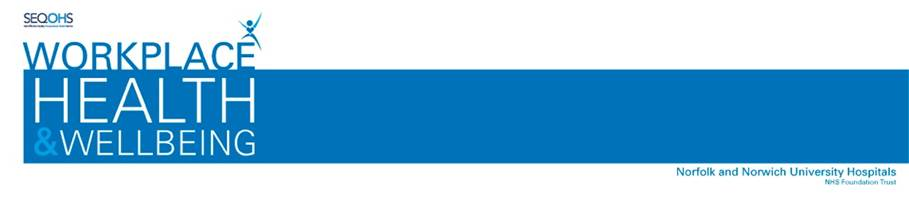 SEQOHS
WORKPLACE
HEALTH
&WELLBEING
Norfolk and Norwich University Hospitals
NHS Foundation Trust